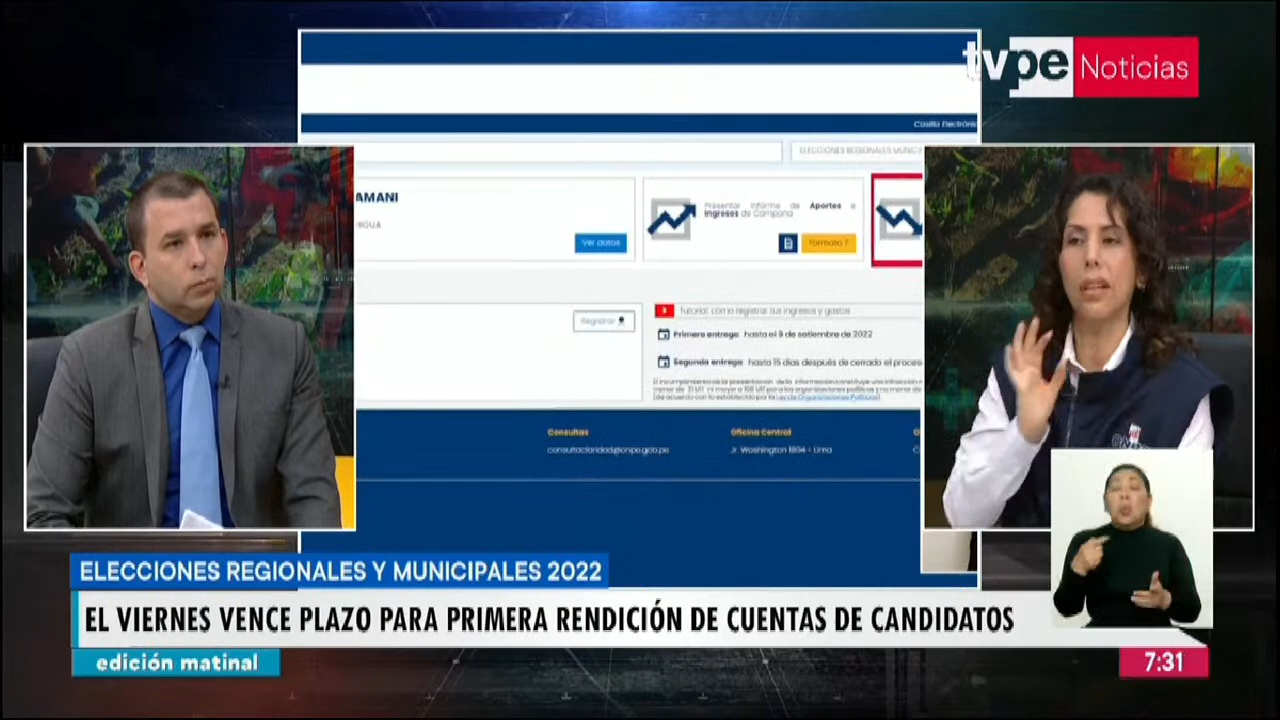 tvpe Noticias
Casilla Electrónic
ELECCIONES REGIONALES MUNIC
AMANI
Ver datos
Presentar Informe de Aportes e
Ingresos de Campaña
Formato 7
Registrar
Tutorial: cómo registrar tus ingresos y gastos
Primera entrega: hasta el 9 de setiembre de 2022
Segunda entrega: hasta 15 días después de cerrado el proceso
Consultas
consultaclaridad@onpe.gob.pe
Oficina Central
Jr. Washington 1894 - Lima
ELECCIONES REGIONALES Y MUNICIPALES 2022
EL VIERNES VENCE PLAZO PARA PRIMERA RENDICIÓN DE CUENTAS DE CANDIDATOS
edición matinal
7:31